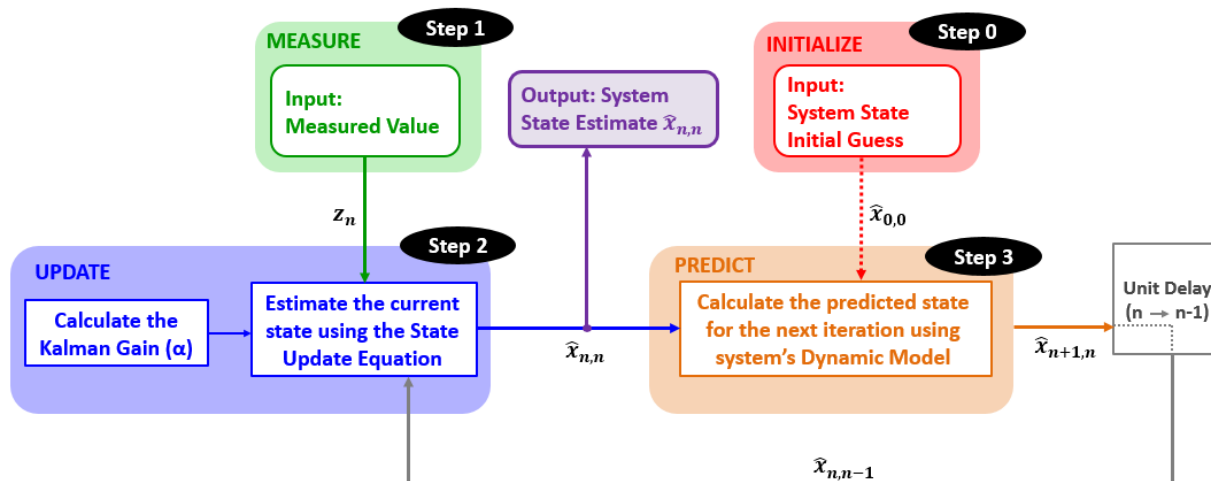 MEASURE
Step 1
Input:
Measured Value
Output: System
State Estimate x̂n,n
INITIALIZE
Step 0
Input:
System State
Initial Guess
zn
x̂0,0
UPDATE
Step 2
Calculate the
Kalman Gain (α)
Estimate the current
state using the State
Update Equation
x̂n,n
PREDICT
Step 3
Calculate the predicted state
for the next iteration using
system’s Dynamic Model
x̂n+1,n
Unit Delay
(n → n-1)
x̂n,n−1